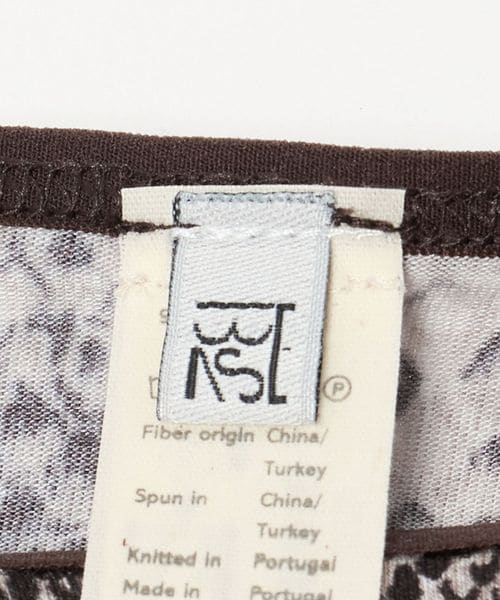 Ⓟ
Fiber origin China/
Turkey
Spun in China/
Turkey
Knitted in Portugal
Made in Portugal